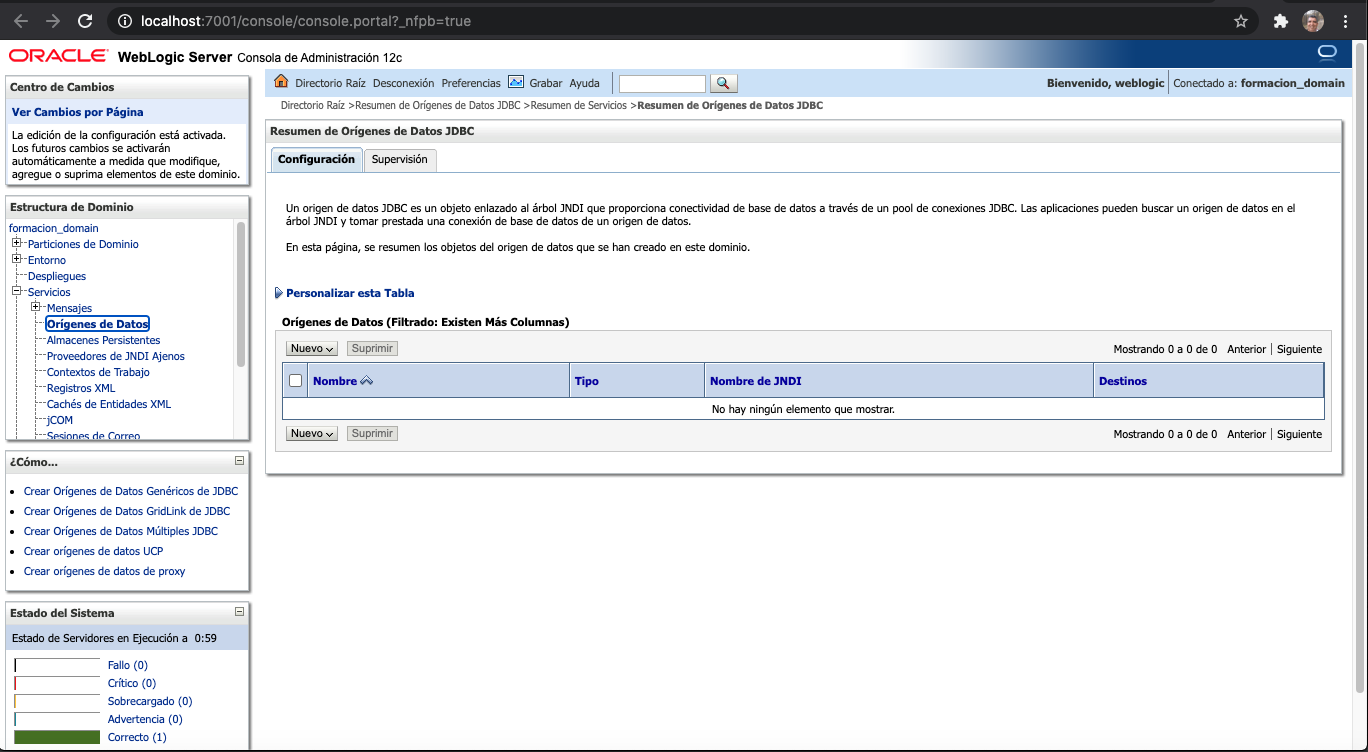 localhost:7001/console/console.portal?_nfpb=true
ORACLE WebLogic Server Consola de Administración 12c
Centro de Cambios
Ver Cambios por Página
La edición de la configuración está activada.
Los futuros cambios se activarán
automáticamente a medida que modifique,
agregue o suprima elementos de este dominio.
Estructura de Dominio
formacion_domain
Particiones de Dominio
Entorno
Despliegues
Servicios
Mensajes
Orígenes de Datos
Almacenes Persistentes
Proveedores de JNDI Ajenos
Contextos de Trabajo
Registros XML
Cachés de Entidades XML
jCOM
Sesiones de Correo
¿Cómo...
Crear Orígenes de Datos Genéricos de JDBC
Crear Orígenes de Datos GridLink de JDBC
Crear Orígenes de Datos Múltiples JDBC
Crear orígenes de datos UCP
Crear orígenes de datos de proxy
Estado del Sistema
Estado de Servidores en Ejecución a 0:59
Fallo (0)
Crítico (0)
Sobrecargado (0)
Advertencia (0)
Correcto (1)
Directorio Raíz Desconexión Preferencias Grabar Ayuda
Bienvenido, weblogic Conectado a: formacion_domain
Directorio Raíz >Resumen de Orígenes de Datos JDBC >Resumen de Servicios >Resumen de Orígenes de Datos JDBC
Resumen de Orígenes de Datos JDBC
Configuración Supervisión
Un origen de datos JDBC es un objeto enlazado al árbol JNDI que proporciona conectividad de base de datos a través de un pool de conexiones JDBC. Las aplicaciones pueden buscar un origen de datos en el
árbol JNDI y tomar prestada una conexión de base de datos de un origen de datos.
En esta página, se resumen los objetos del origen de datos que se han creado en este dominio.
Personalizar esta Tabla
Orígenes de Datos (Filtrado: Existen Más Columnas)
Nuevo Suprimir Mostrando 0 a 0 de 0 Anterior | Siguiente
Nombre Tipo Nombre de JNDI Destinos
No hay ningún elemento que mostrar.
Nuevo Suprimir Mostrando 0 a 0 de 0 Anterior | Siguiente